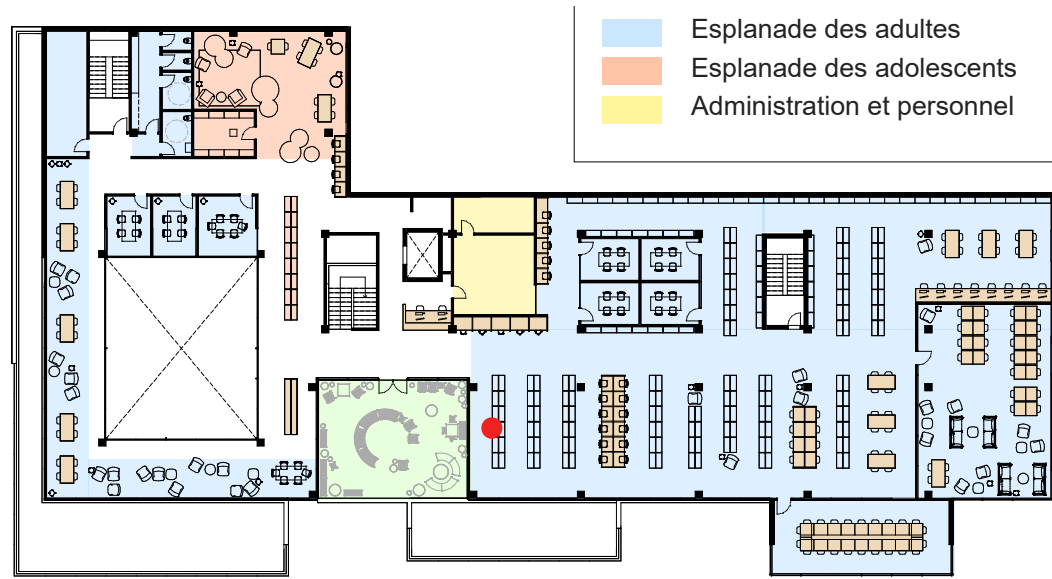 Esplanade des adultes
Esplanade des adolescents
Administration et personnel